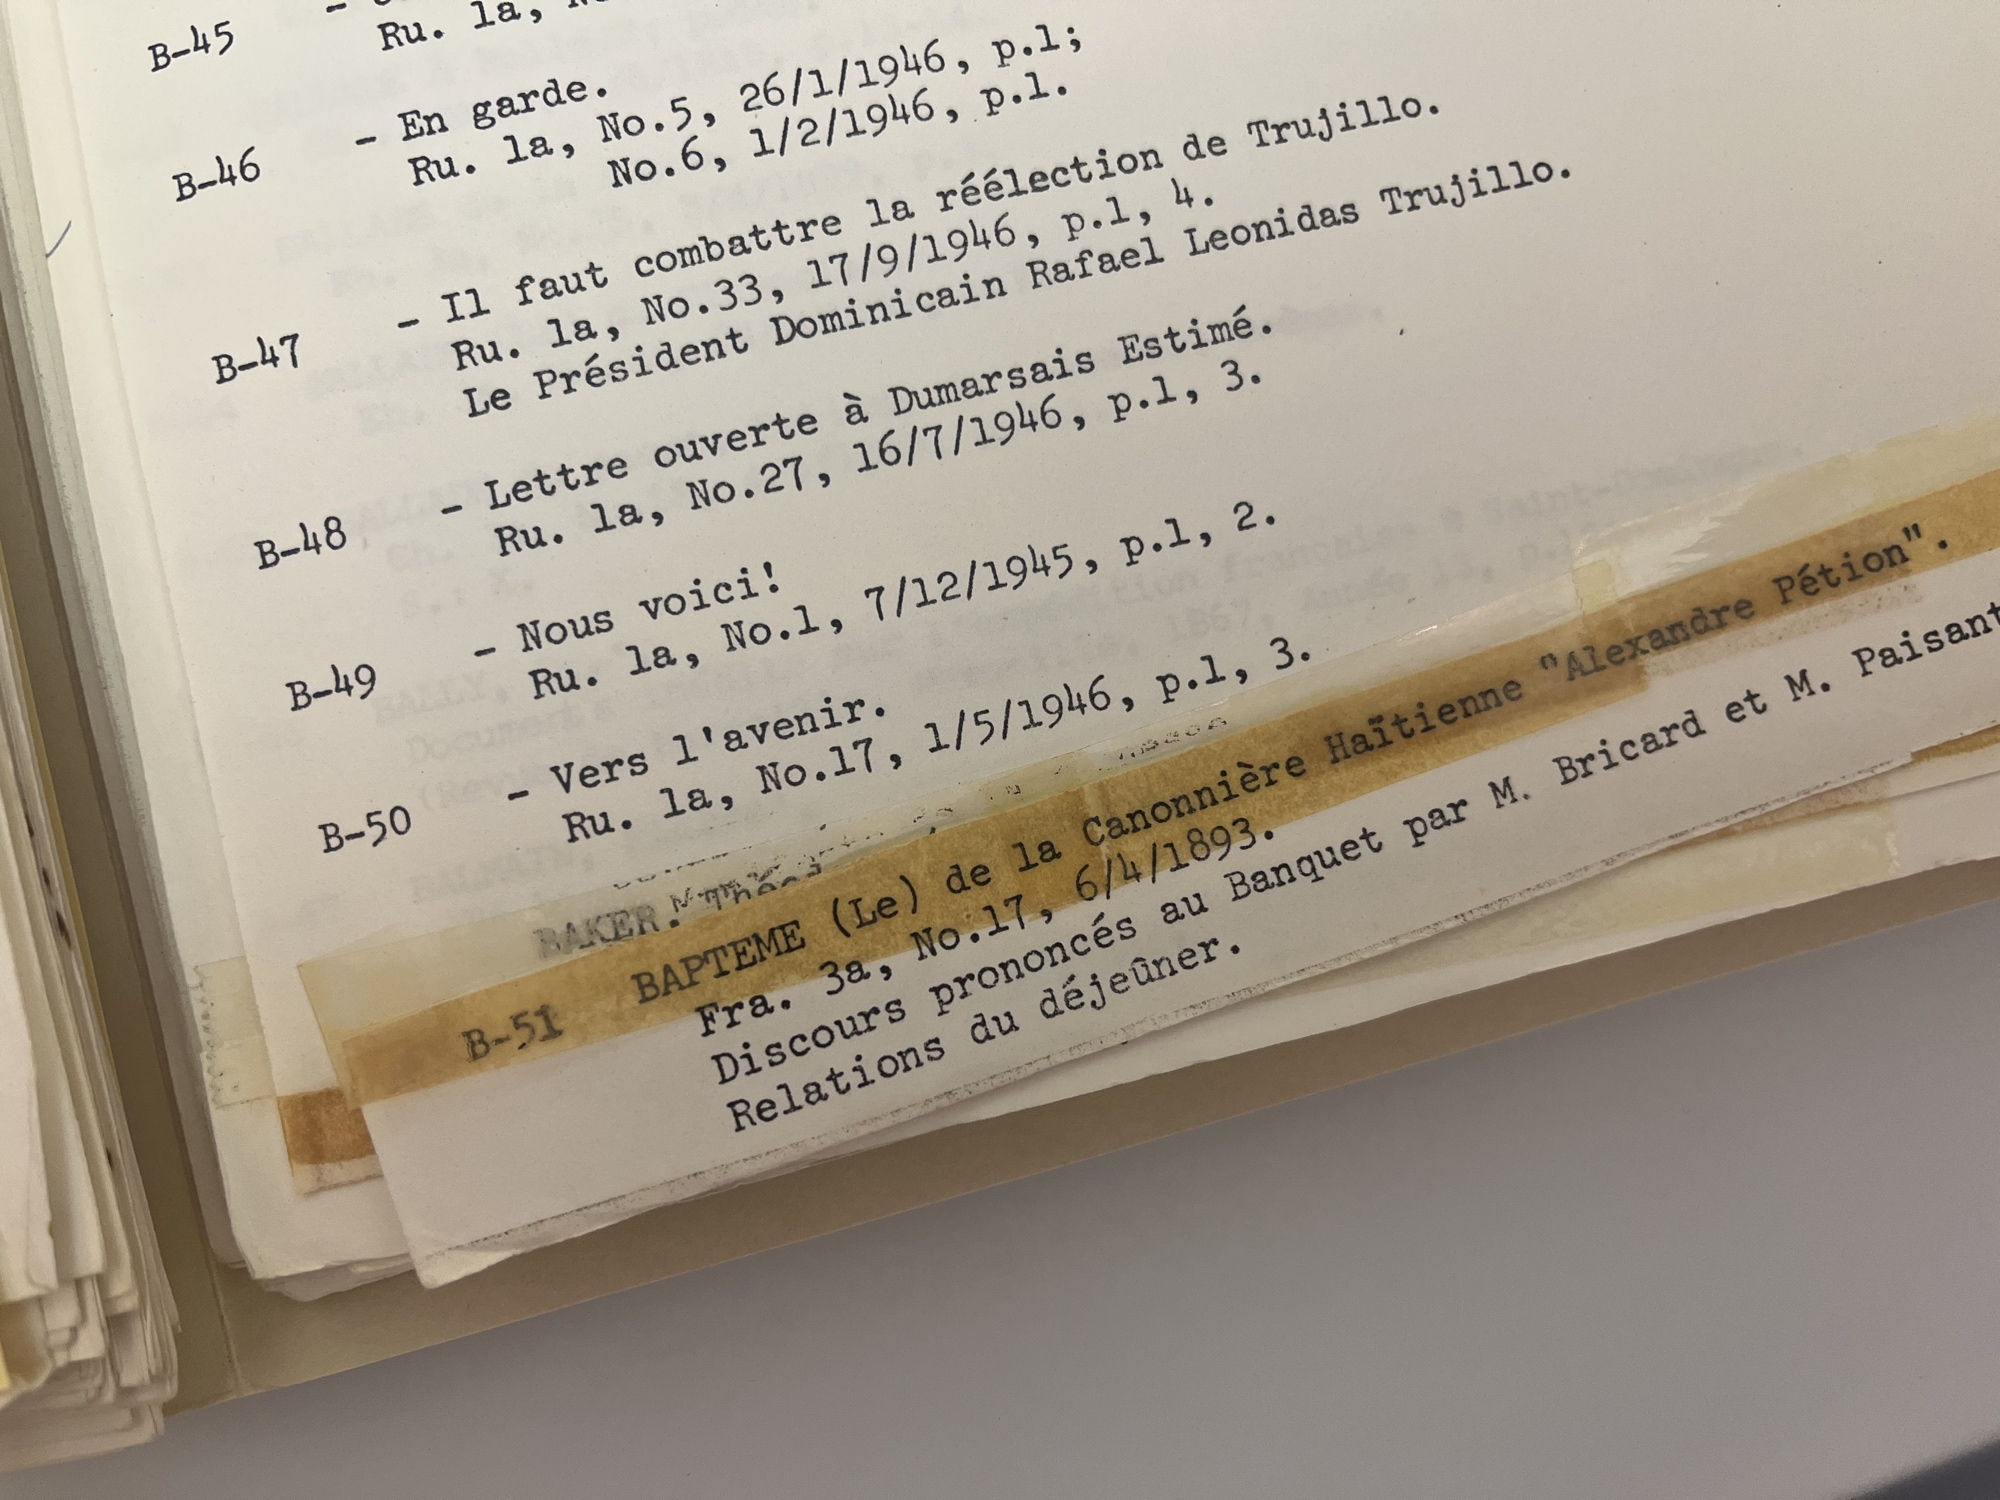 B-45 -
Ru. la,
B-46 - En garde.
Ru. la, No.5, 26/1/1946, p.1;
No.6, 1/2/1946, p.1.
B-47 - Il faut combattre la réélection de Trujillo.
Ru. la, No.33, 17/9/1946, p.1, 4.
Le Président Dominicain Rafael Leonidas Trujillo.
B-48 - Lettre ouverte à Dumarsais Estimé.
Ru. la, No.27, 16/7/1946, p.1, 3.
B-49 - Nous voici!
Ru. la, No.1, 7/12/1945, p.1, 2.
B-50 - Vers l'avenir.
Ru. la, No.17, 1/5/1946, p.1, 3.
BAKER.
B-51 BAPTEME (Le) de la Canonnière Haïtienne "Alexandre Pétion".
Fra. 3a, No.17, 6/4/1893.
Discours prononcés au Banquet par M. Bricard et M. Paisant
Relations du déjeûner.